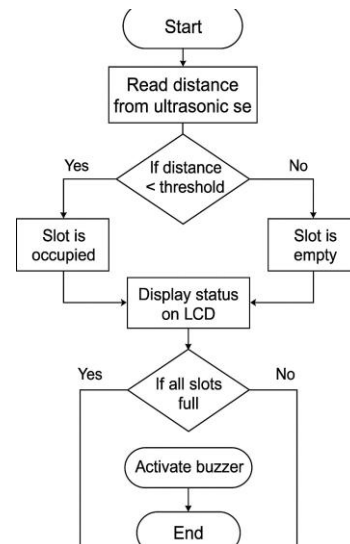 Start
Read distance
from ultrasonic se
Yes
If distance
< threshold
No
Slot is
occupied
Slot is
empty
Display status
on LCD
Yes
If all slots
full
No
Activate buzzer
End